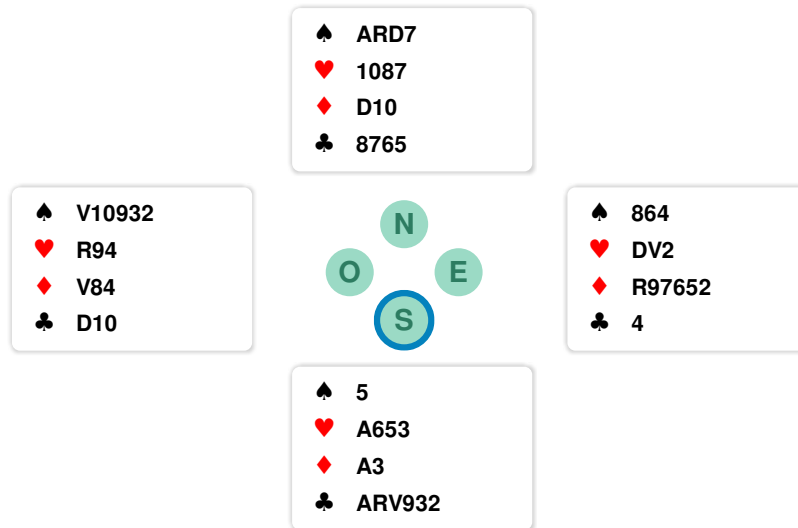 ♠ ARD7
♥ 1087
♦ D10
♣ 8765
♠ V10932
♥ R94
♦ V84
♣ D10
N
O E
S
♠ 864
♥ DV2
♦ R97652
♣ 4
♠ 5
♥ A653
♦ A3
♣ ARV932